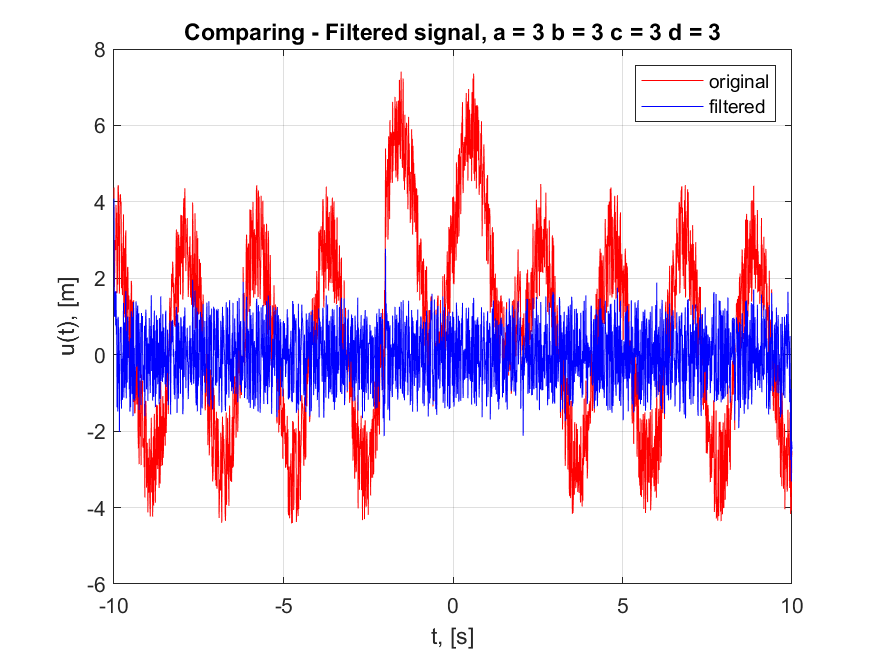 Comparing - Filtered signal, a = 3 b = 3 c = 3 d = 3
8
6
4
2
0
-2
-4
-6
u(t), [m]
original
filtered
-10
-5
0
5
10
t, [s]